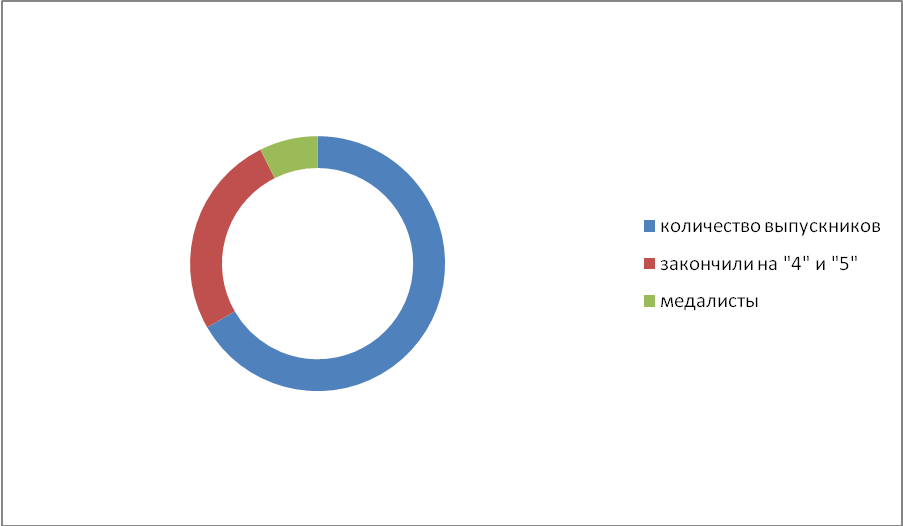 количество выпускников
закончили на "4" и "5"
медалисты